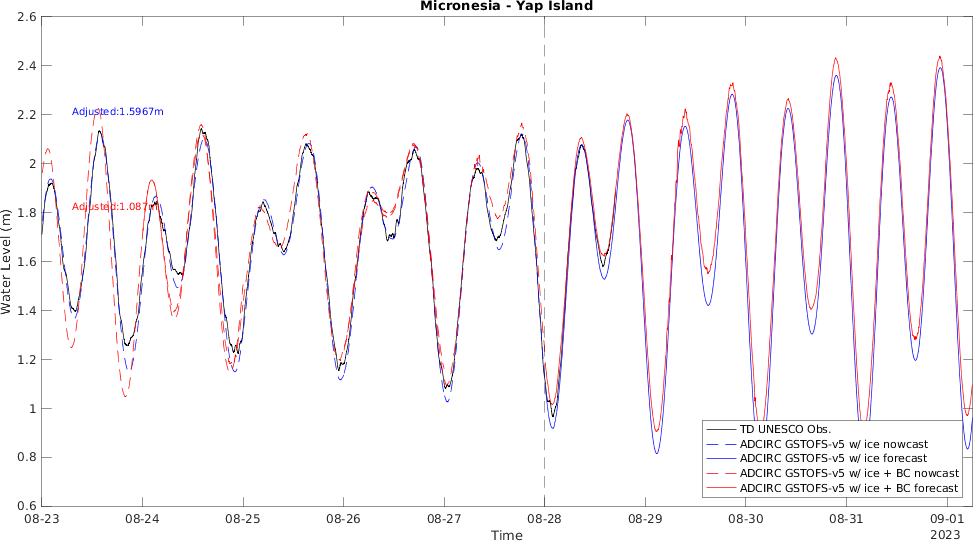 Micronesia - Yap Island
2.6
2.4
2.2
2
1.8
1.6
1.4
1.2
1
0.8
0.6
Water Level (m)
Adjusted:1.5967m
Adjusted:1.087m
TD UNESCO Obs.
ADCIRC GSTOFS-v5 w/ ice nowcast
ADCIRC GSTOFS-v5 w/ ice forecast
ADCIRC GSTOFS-v5 w/ ice + BC nowcast
ADCIRC GSTOFS-v5 w/ ice + BC forecast
08-23 08-24 08-25 08-26 08-27 08-28 08-29 08-30 08-31 09-01
2023
Time